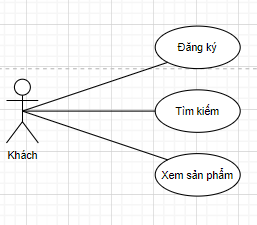 Đăng ký
Tìm kiếm
Khách
Xem sản phẩm